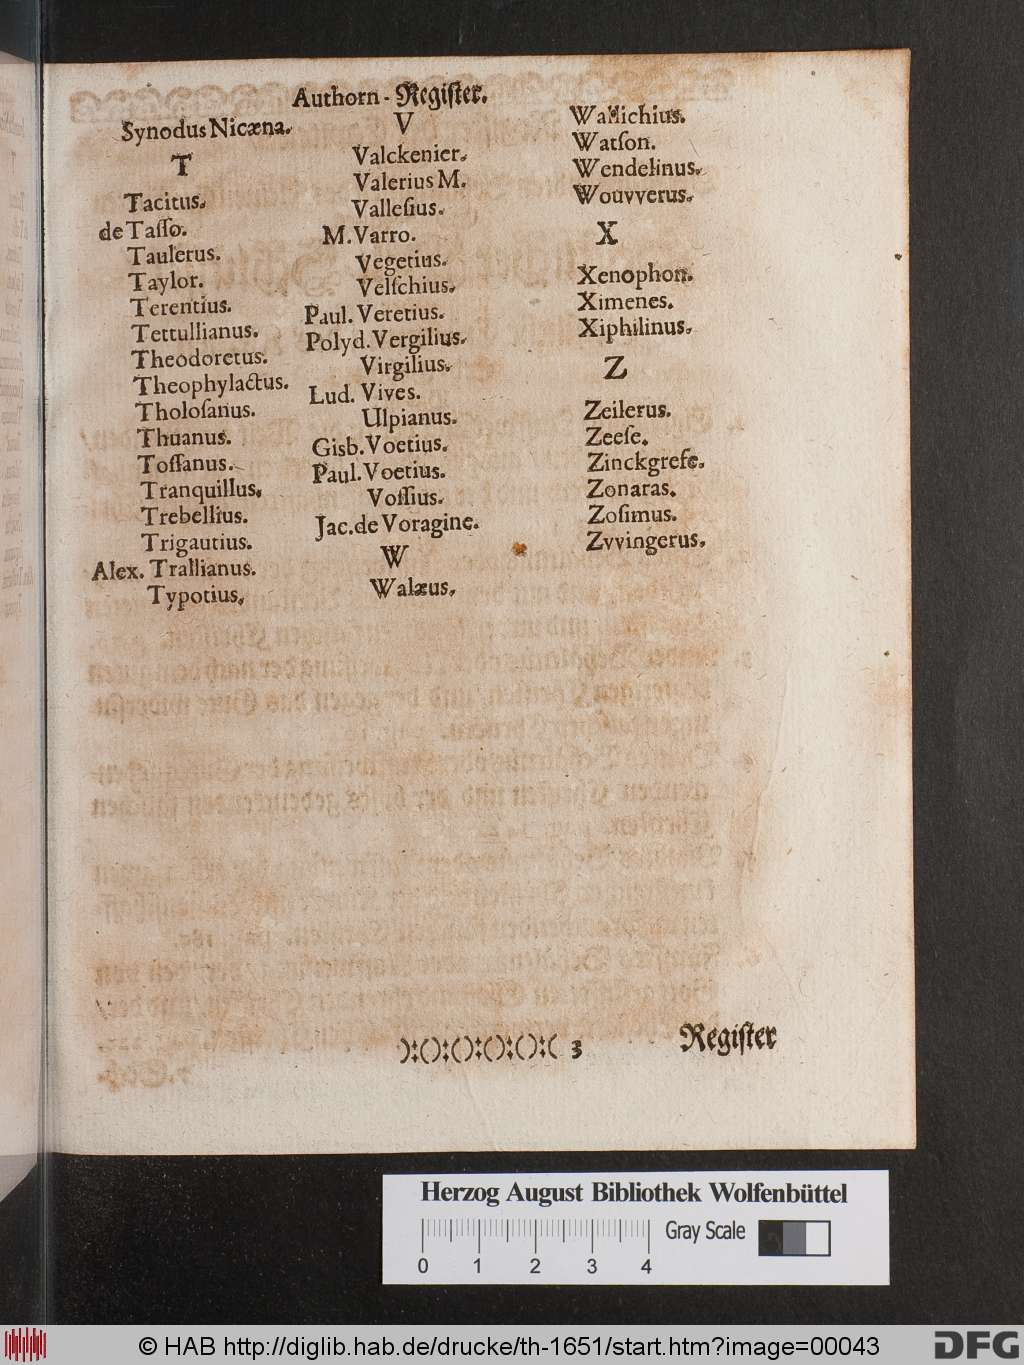 Authorn-Regiſter.
Synodus Nicæna.
T
Tacitus.
de Taſſo.
Taulerus.
Taylor.
Terentius.
Tertullianus.
Theodoretus.
Theophylactus.
Tholoſanus.
Thuanus.
Toſſanus.
Tranquillus.
Trebellius.
Trigautius.
Alex. Trallianus.
Typotius.
V
Valckenier.
Valerius M.
Valleſius.
M. Varro.
Vegetius.
Velſchius.
Paul. Veretius.
Polyd. Vergilius.
Virgilius.
Lud. Vives.
Ulpianus.
Gisb. Voetius.
Paul. Voetius.
Voſſius.
Jac. de Voragine.
W
Walæus.
Wallichius.
Watſon.
Wendelinus.
Wouvverus.
X
Xenophon.
Ximenes.
Xiphilinus.
Z
Zeilerus.
Zeeſe.
Zinckgrefe.
Zonaras.
Zoſimus.
Zvvingerus.
):():():():():( 3
Regiſter
Herzog August Bibliothek Wolfenbüttel
Gray Scale
0 1 2 3 4
© HAB http://diglib.hab.de/drucke/th-1651/start.htm?image=00043
DFG